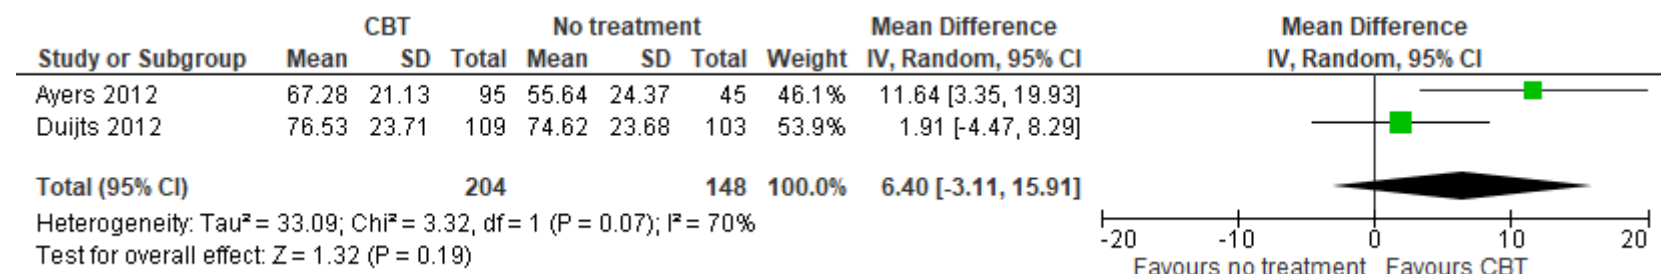 CBT No treatment Mean Difference Mean Difference
Study or Subgroup Mean SD Total Mean SD Total Weight IV, Random, 95% CI IV, Random, 95% CI
Ayers 2012 67.28 21.13 95 55.64 24.37 45 46.1% 11.64 [3.35, 19.93]
Duijts 2012 76.53 23.71 109 74.62 23.68 103 53.9% 1.91 [-4.47, 8.29]
Total (95% CI) 204 148 100.0% 6.40 [-3.11, 15.91]
Heterogeneity: Tau² = 33.09; Chi² = 3.32, df = 1 (P = 0.07); I² = 70%
Test for overall effect: Z = 1.32 (P = 0.19)
-20 -10 0 10 20
Favours no treatment Favours CBT